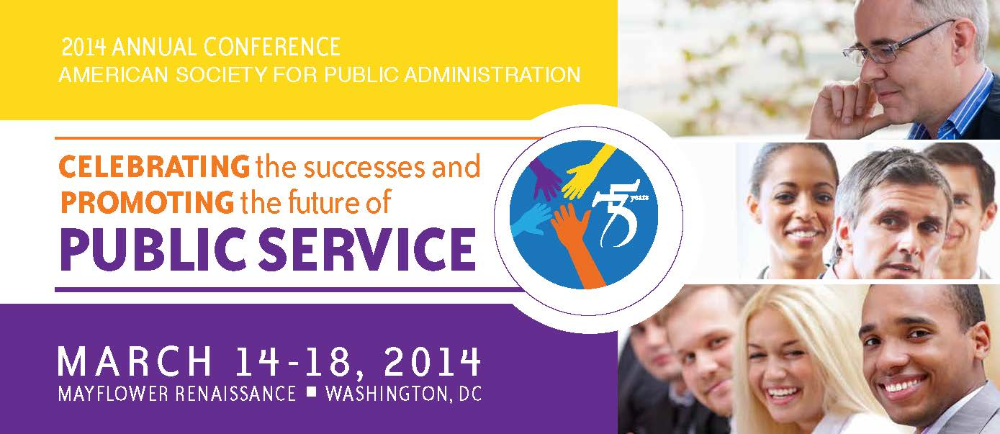 2014 ANNUAL CONFERENCE
AMERICAN SOCIETY FOR PUBLIC ADMINISTRATION
CELEBRATING the successes and
PROMOTING the future of
PUBLIC SERVICE
75 years
MARCH 14-18, 2014
MAYFLOWER RENAISSANCE ■ WASHINGTON, DC